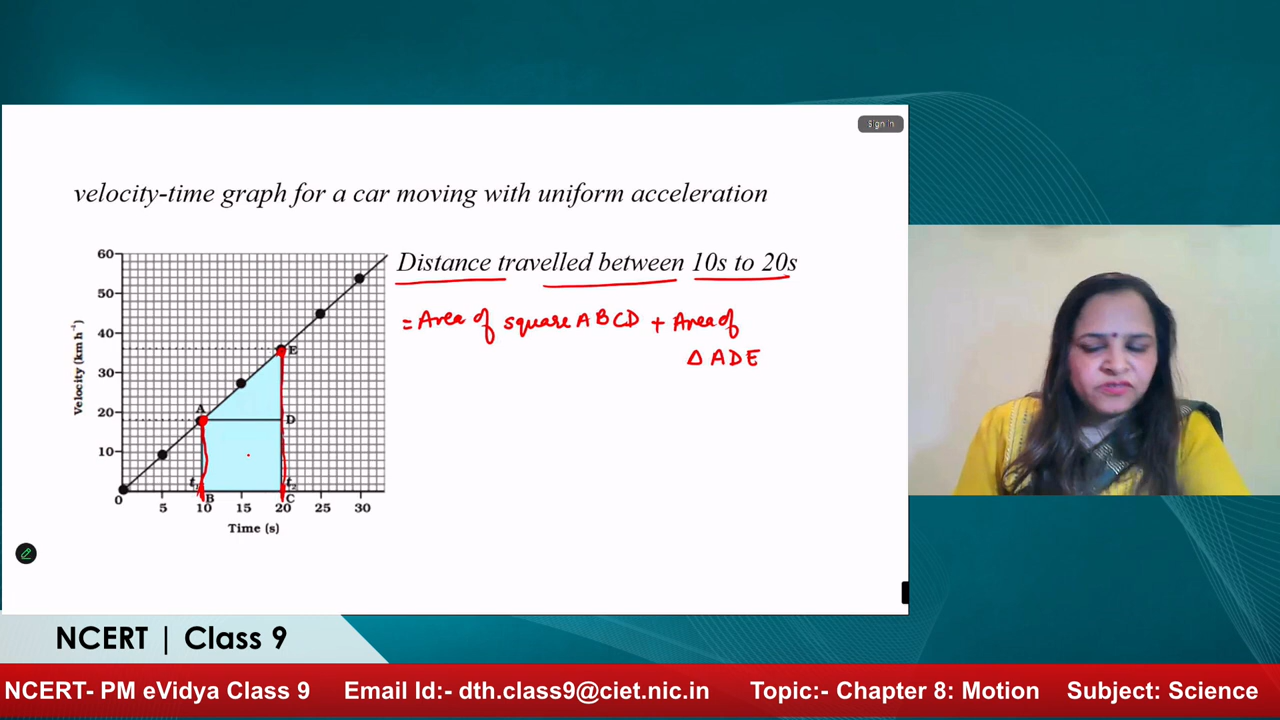 Sign in
velocity-time graph for a car moving with uniform acceleration
Distance travelled between 10s to 20s
= Area of square ABCD + Area of
Δ ADE
60
50
40
30
20
10
0
Velocity (km h⁻¹)
A
E
D
t₁
B
t₂
C
5 10 15 20 25 30
Time (s)
NCERT | Class 9
NCERT- PM eVidya Class 9 Email Id:- dth.class9@ciet.nic.in Topic:- Chapter 8: Motion Subject: Science